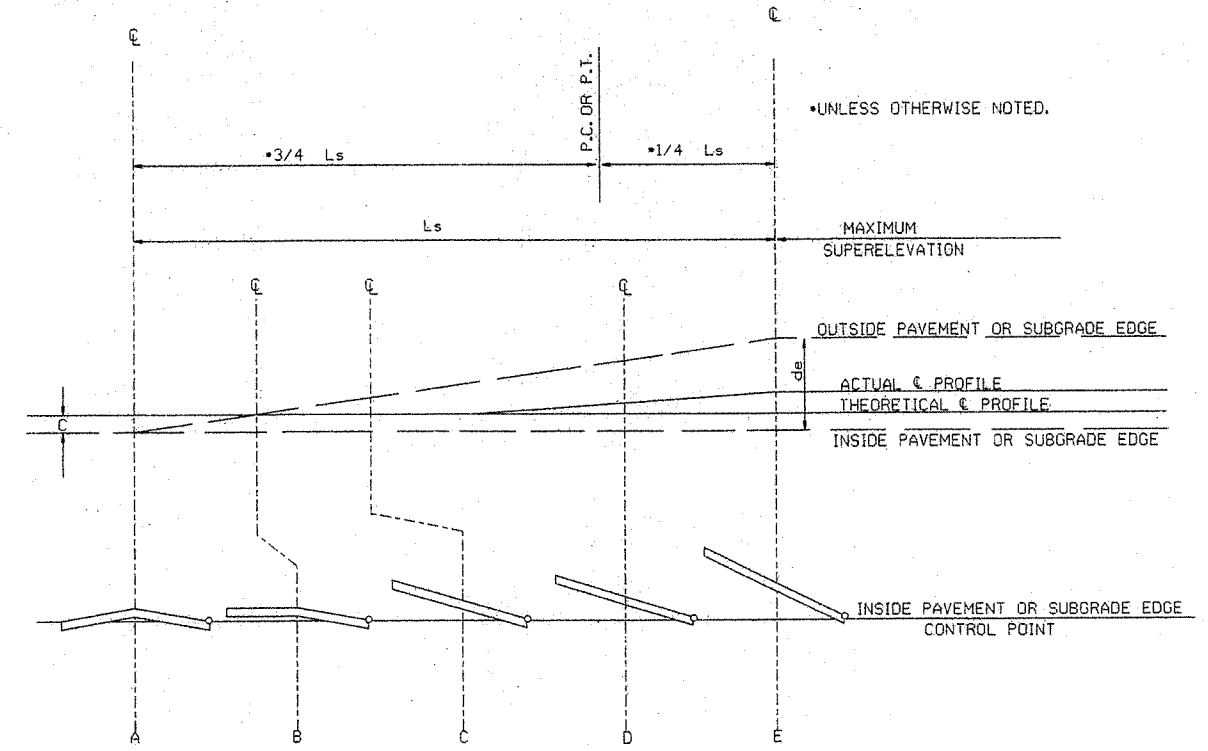 ℄
℄
P.C. OR P.T.
*UNLESS OTHERWISE NOTED.
*3/4 Ls
*1/4 Ls
Ls
MAXIMUM
SUPERELEVATION
℄
℄
℄
OUTSIDE PAVEMENT OR SUBGRADE EDGE
de
ACTUAL ℄ PROFILE
THEORETICAL ℄ PROFILE
C
INSIDE PAVEMENT OR SUBGRADE EDGE
INSIDE PAVEMENT OR SUBGRADE EDGE
CONTROL POINT
A
B
C
D
E